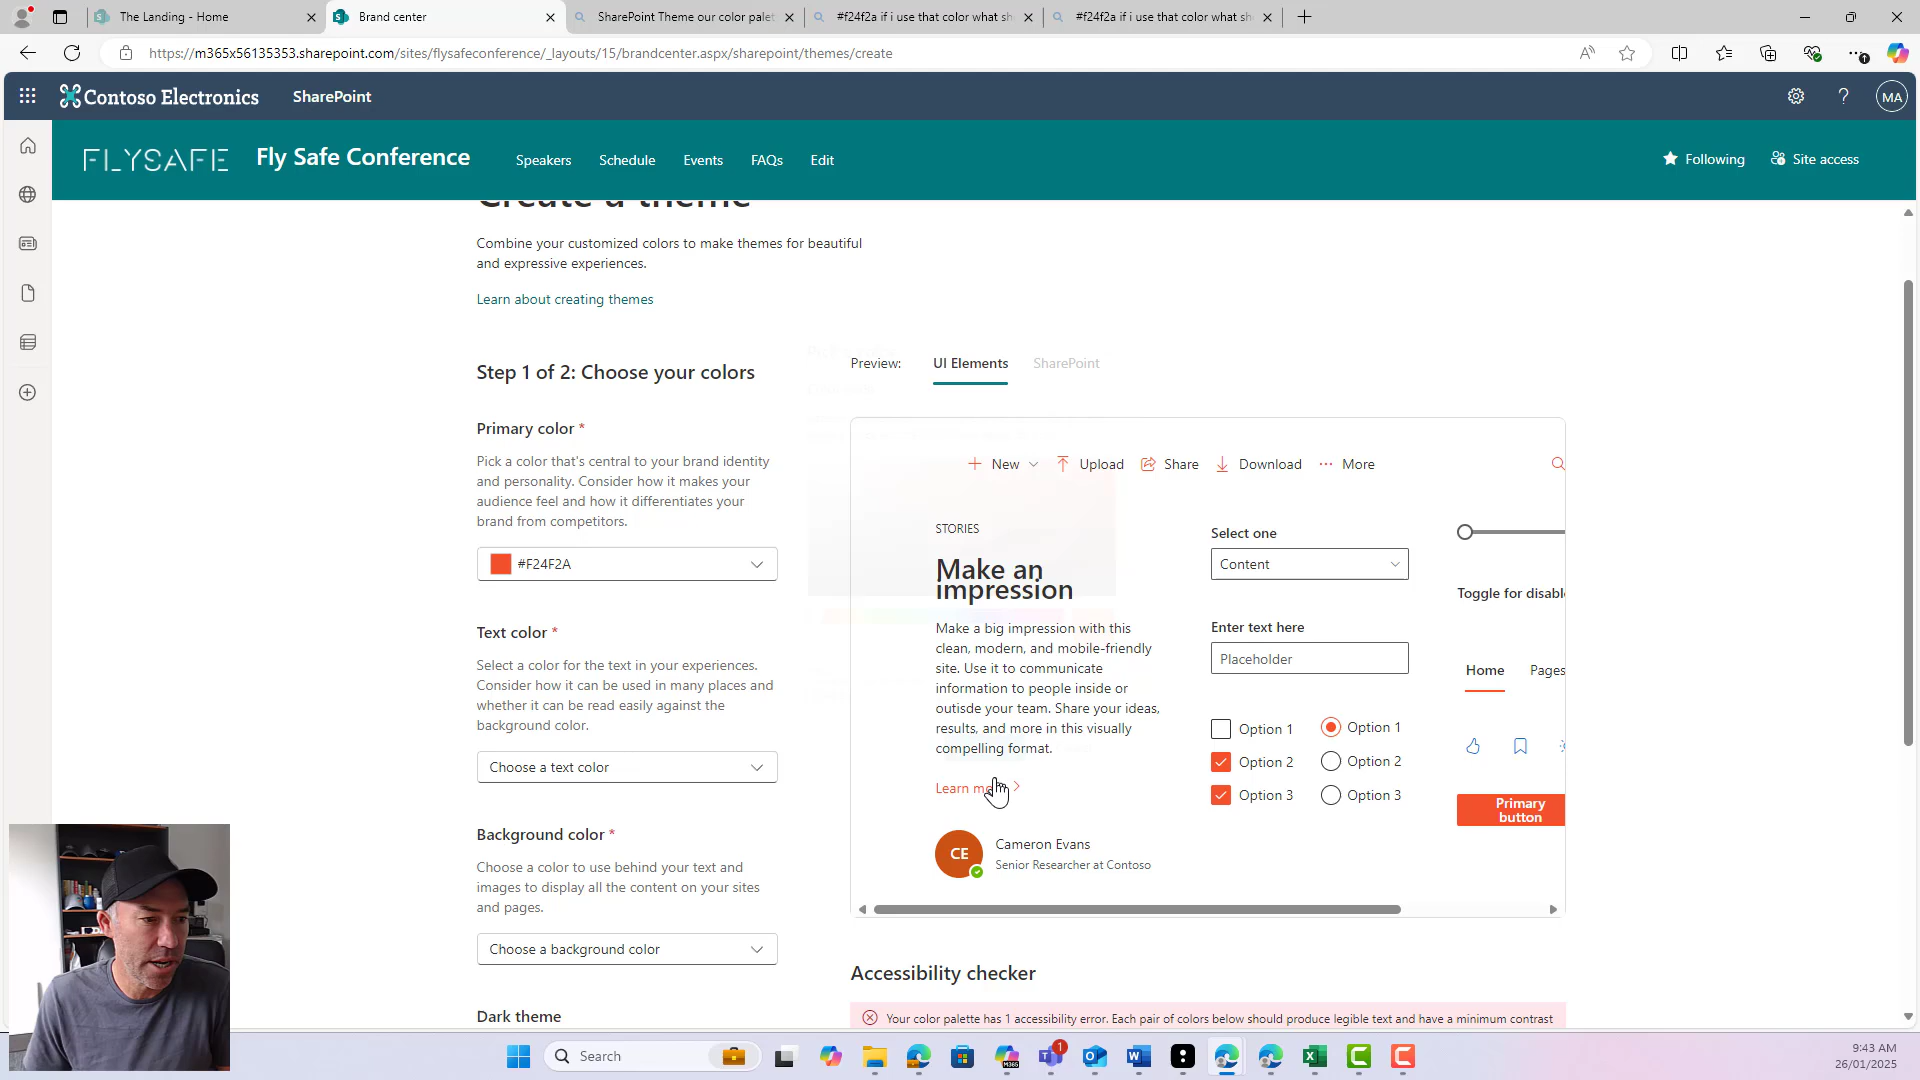 The Landing - Home
Brand center
SharePoint Theme our color palet
#f24f2a if i use that color what sh
#f24f2a if i use that color what sh
https://m365x56135353.sharepoint.com/sites/flysafeconference/_layouts/15/brandcenter.aspx/sharepoint/themes/create
Contoso Electronics
SharePoint
MA
FLYSAFE
Fly Safe Conference
Speakers
Schedule
Events
FAQs
Edit
Following
Site access
Create a theme
Combine your customized colors to make themes for beautiful
and expressive experiences.
Learn about creating themes
Step 1 of 2: Choose your colors
Primary color *
Pick a color that's central to your brand identity
and personality. Consider how it makes your
audience feel and how it differentiates your
brand from competitors.
#F24F2A
Text color *
Select a color for the text in your experiences.
Consider how it can be used in many places and
whether it can be read easily against the
background color.
Choose a text color
Background color *
Choose a color to use behind your text and
images to display all the content on your sites
and pages.
Choose a background color
Dark theme
Preview:
UI Elements
SharePoint
New
Upload
Share
Download
More
STORIES
Make an
impression
Make a big impression with this
clean, modern, and mobile-friendly
site. Use it to communicate
information to people inside or
outisde your team. Share your ideas,
results, and more in this visually
compelling format.
Learn
CE
Cameron Evans
Senior Researcher at Contoso
Select one
Content
Enter text here
Placeholder
Option 1
Option 2
Option 3
Option 1
Option 2
Option 3
Toggle for disabl
Home
Pages
Primary
button
Accessibility checker
Your color palette has 1 accessibility error. Each pair of colors below should produce legible text and have a minimum contrast
Search
M365
1
9:43 AM
26/01/2025